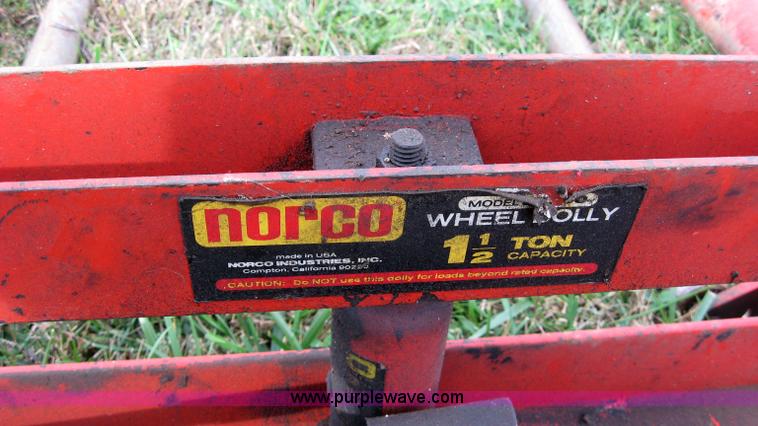 norco
made in USA
NORCO INDUSTRIES, INC.
Compton, California
MODEL
WHEEL DOLLY
1 1/2 TON
CAPACITY
CAUTION: Do NOT use this dolly for loads beyond rated capacity.
www.purplewave.com